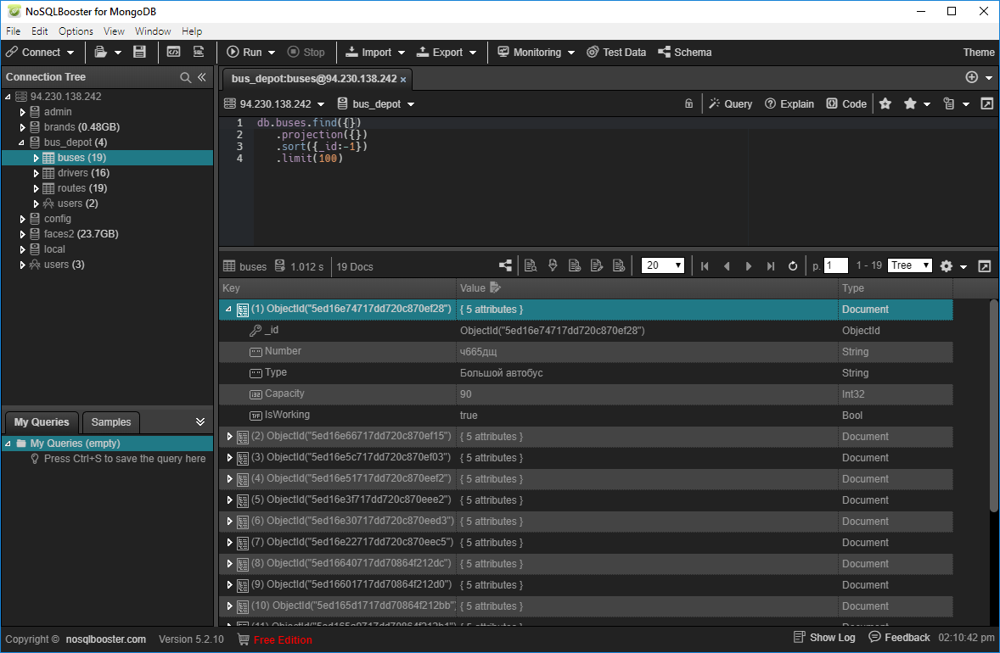 NoSQLBooster for MongoDB
File Edit Options View Window Help
Connect Run Stop Import Export Monitoring Test Data Schema Theme
Connection Tree
94.230.138.242
admin
brands (0.48GB)
bus_depot (4)
buses (19)
drivers (16)
routes (19)
users (2)
config
faces2 (23.7GB)
local
users (3)
My Queries Samples
My Queries (empty)
Press Ctrl+S to save the query here
bus_depot:buses@94.230.138.242 ×
94.230.138.242 bus_depot Query Explain Code
1 db.buses.find({})
2 .projection({})
3 .sort({_id:-1})
4 .limit(100)
buses 1.012 s 19 Docs 20 p. 1 1 - 19 Tree
Key Value Type
(1) ObjectId("5ed16e74717dd720c870ef28") { 5 attributes } Document
_id ObjectId("5ed16e74717dd720c870ef28") ObjectId
Number ч665дщ String
Type Большой автобус String
i32 Capacity 90 Int32
T/F IsWorking true Bool
(2) ObjectId("5ed16e66717dd720c870ef15") { 5 attributes } Document
(3) ObjectId("5ed16e5c717dd720c870ef03") { 5 attributes } Document
(4) ObjectId("5ed16e51717dd720c870eef2") { 5 attributes } Document
(5) ObjectId("5ed16e3f717dd720c870eee2") { 5 attributes } Document
(6) ObjectId("5ed16e30717dd720c870eed3") { 5 attributes } Document
(7) ObjectId("5ed16e22717dd720c870eec5") { 5 attributes } Document
(8) ObjectId("5ed16640717dd70864f212dc") { 5 attributes } Document
(9) ObjectId("5ed16601717dd70864f212d0") { 5 attributes } Document
(10) ObjectId("5ed165d1717dd70864f212bb") { 5 attributes } Document
Copyright © nosqlbooster.com Version 5.2.10 Free Edition Show Log Feedback 02:10:42 pm